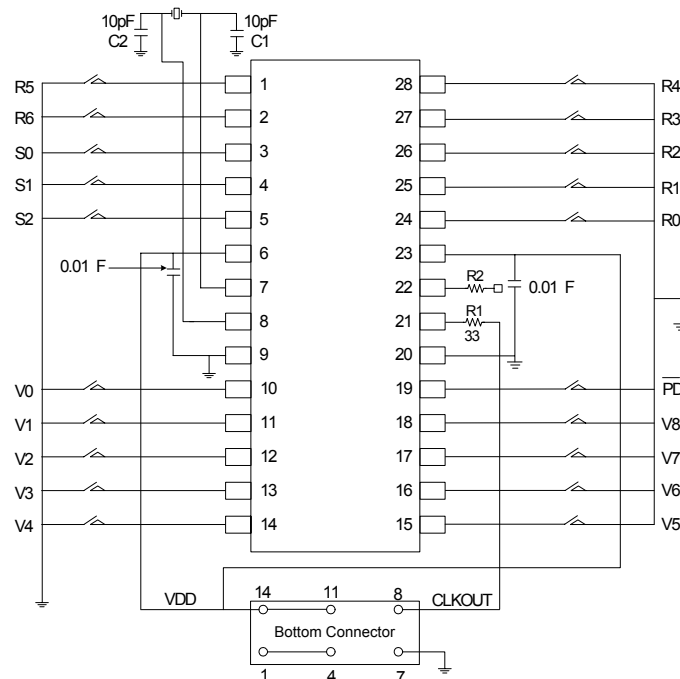 10pF
C2
10pF
C1
R5 1 28 R4
R6 2 27 R3
S0 3 26 R2
S1 4 25 R1
S2 5 24 R0
6 23
0.01 F
7 22 R2 0.01 F
8 21 R1
33
9 20
V0 10 19 PD
V1 11 18 V8
V2 12 17 V7
V3 13 16 V6
V4 14 15 V5
VDD 14 11 8 CLKOUT
Bottom Connector
1 4 7